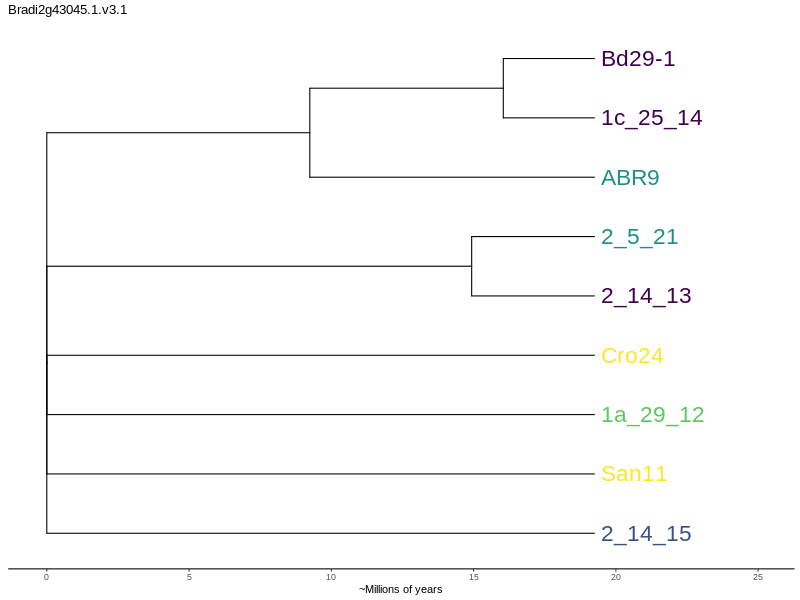 Bradi2g43045.1.v3.1
Bd29-1
1c_25_14
ABR9
2_5_21
2_14_13
Cro24
1a_29_12
San11
2_14_15
0 5 10 15 20 25
~Millions of years